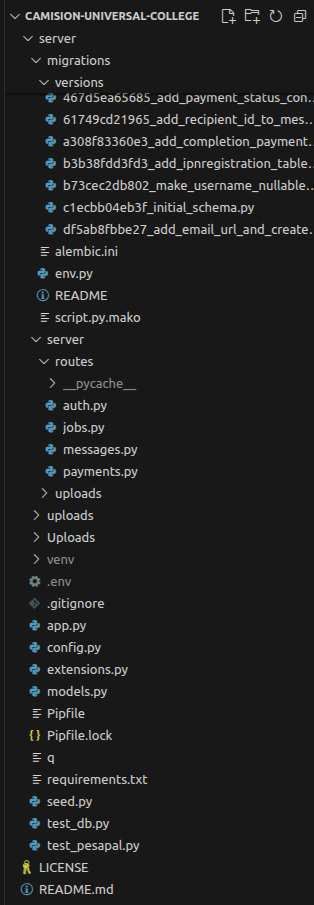 CAMISION-UNIVERSAL-COLLEGE
server
migrations
versions
467d5ea65685_add_payment_status_con...
61749cd21965_add_recipient_id_to_mes...
a308f83360e3_add_completion_payment...
b3b38fdd3fd3_add_ipnregistration_table...
b73cec2db802_make_username_nullable...
c1ecbb04eb3f_initial_schema.py
df5ab8fbbe27_add_email_url_and_create...
alembic.ini
env.py
README
script.py.mako
server
routes
__pycache__
auth.py
jobs.py
messages.py
payments.py
uploads
uploads
Uploads
venv
.env
.gitignore
app.py
config.py
extensions.py
models.py
Pipfile
Pipfile.lock
q
requirements.txt
seed.py
test_db.py
test_pesapal.py
LICENSE
README.md